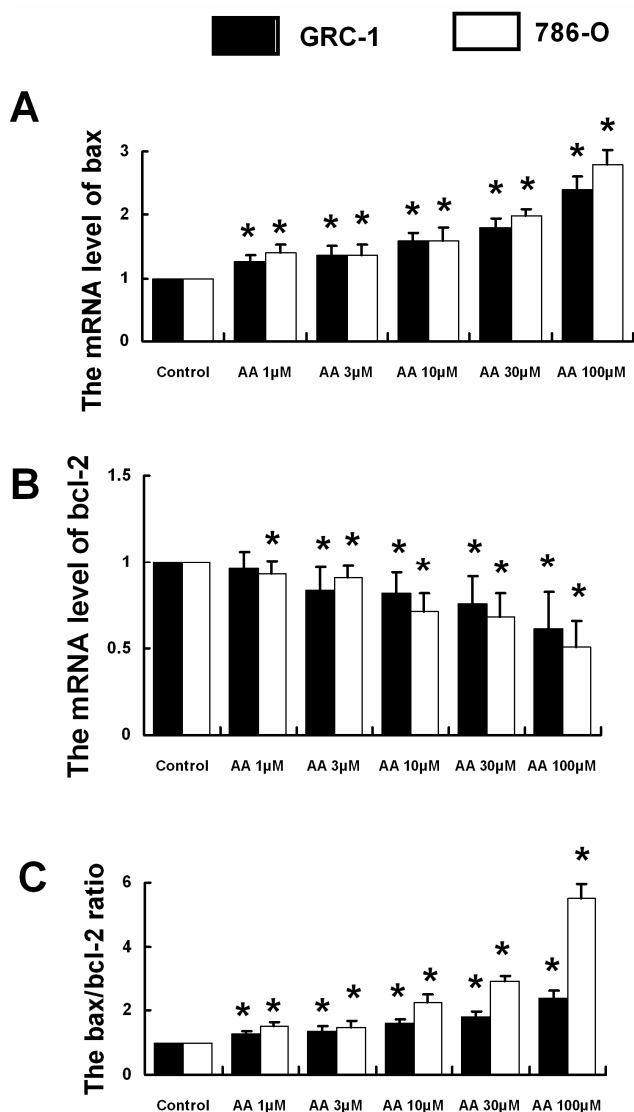 GRC-1 786-O
A
The mRNA level of bax
3
2
1
0
* * * * * * * * * *
Control AA 1µM AA 3µM AA 10µM AA 30µM AA 100µM
B
The mRNA level of bcl-2
1.5
1
0.5
0
* * * * * * * * *
Control AA 1µM AA 3µM AA 10µM AA 30µM AA 100µM
C
The bax/bcl-2 ratio
6
4
2
0
* * * * * * * * * *
Control AA 1µM AA 3µM AA 10µM AA 30µM AA 100µM